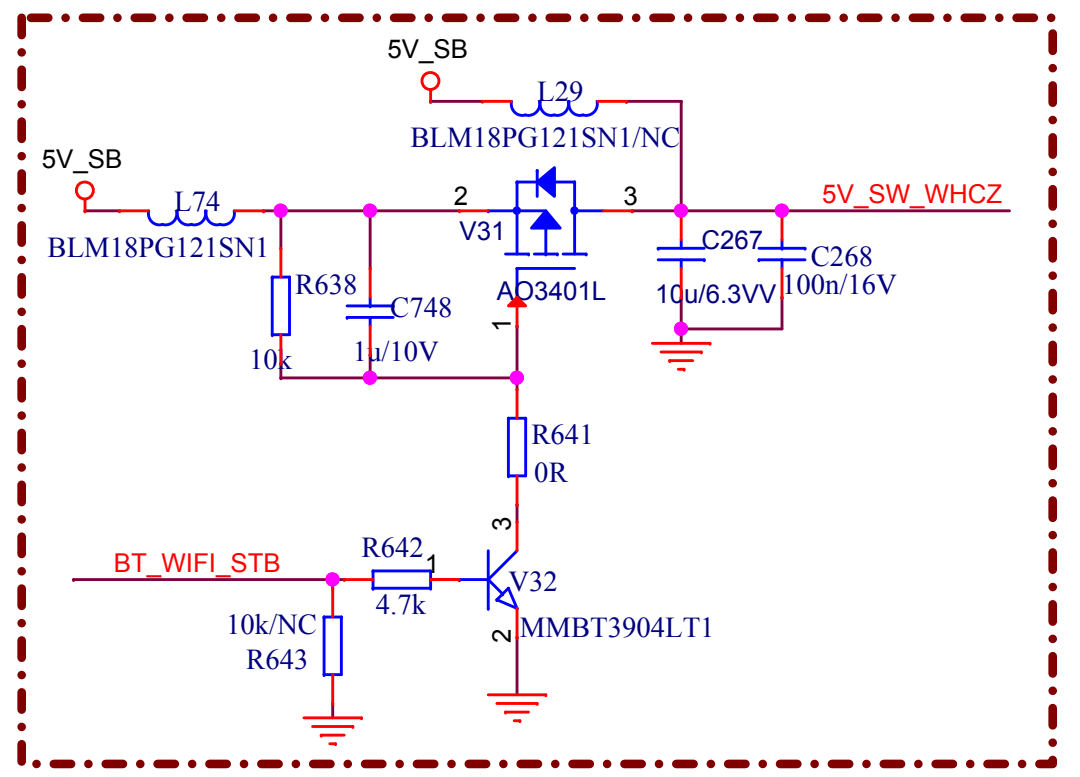 5V_SB
L29
BLM18PG121SN1/NC
5V_SB
L74
BLM18PG121SN1
2
3
5V_SW_WHCZ
V31
C267
C268
R638
AO3401L
10u/6.3VV
100n/16V
C748
1
10k
1u/10V
R641
0R
3
BT_WIFI_STB
R642
1
V32
4.7k
10k/NC
2
MMBT3904LT1
R643